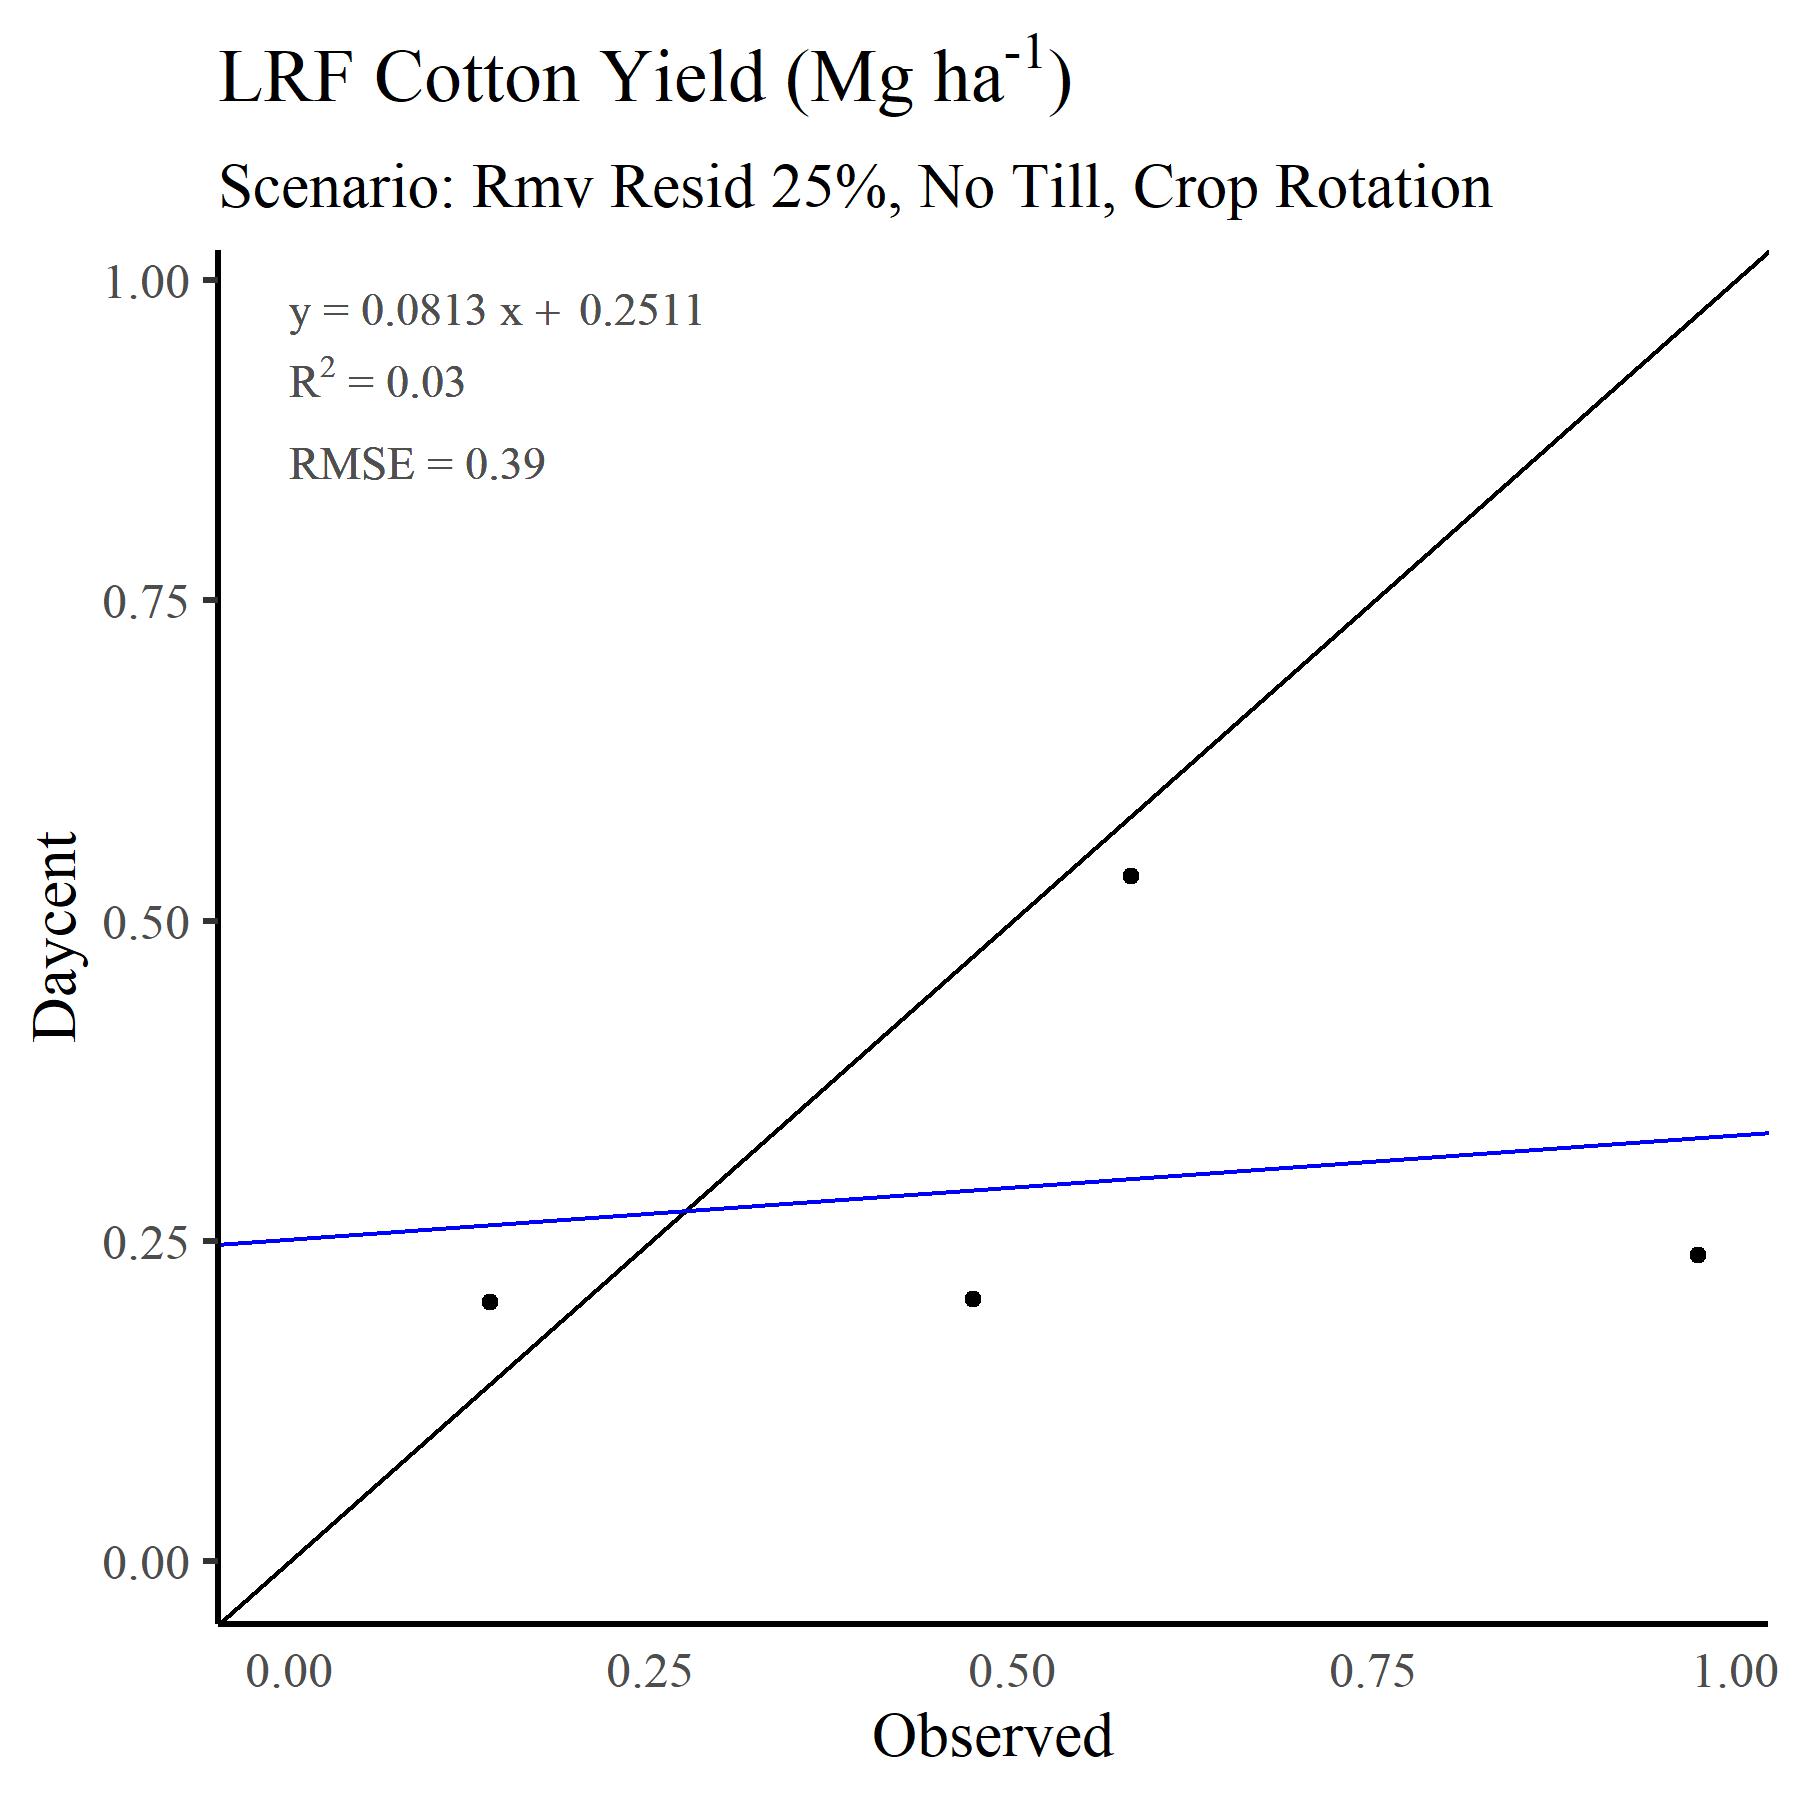 LRF Cotton Yield (Mg ha⁻¹)
Scenario: Rmv Resid 25%, No Till, Crop Rotation
y = 0.0813 x + 0.2511
R² = 0.03
RMSE = 0.39
1.00
0.75
0.50
0.25
0.00
Daycent
0.00 0.25 0.50 0.75 1.00
Observed